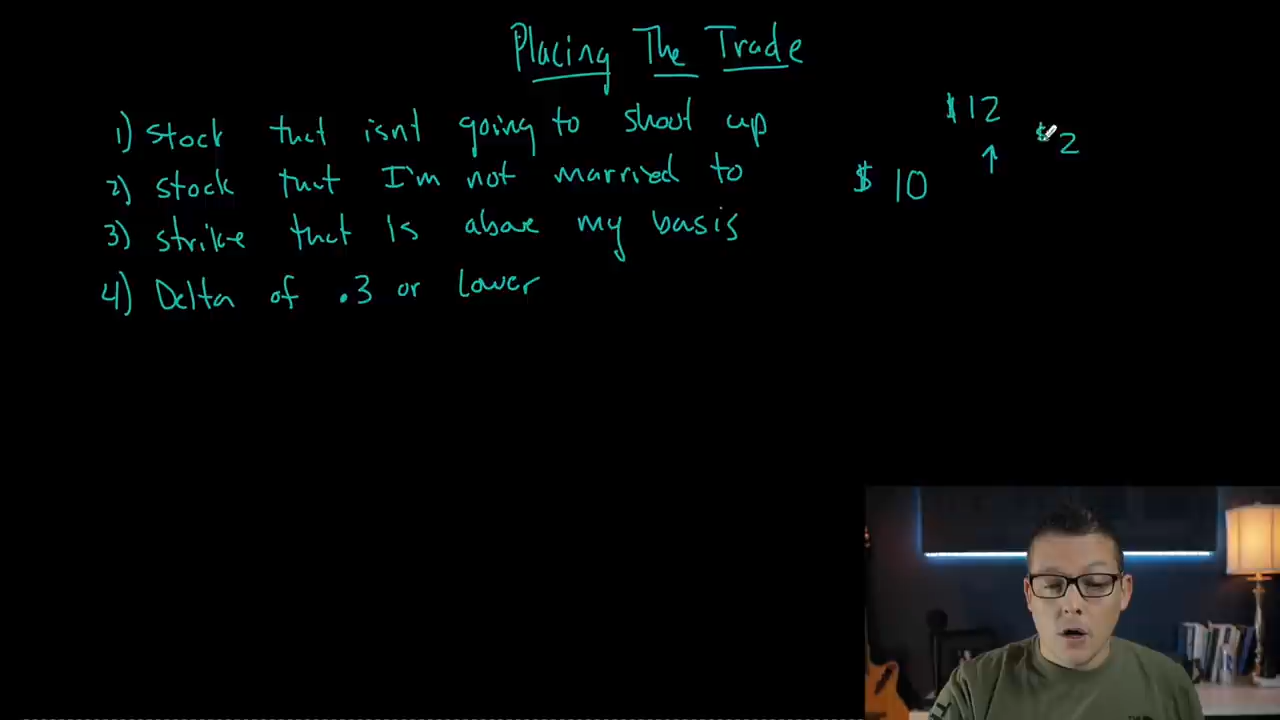 Placing The Trade
1) stock that isnt going to shoot up
2) stock that I'm not married to
3) strike that is above my basis
4) Delta of .3 or lower
$12
$2
↑
$ 10